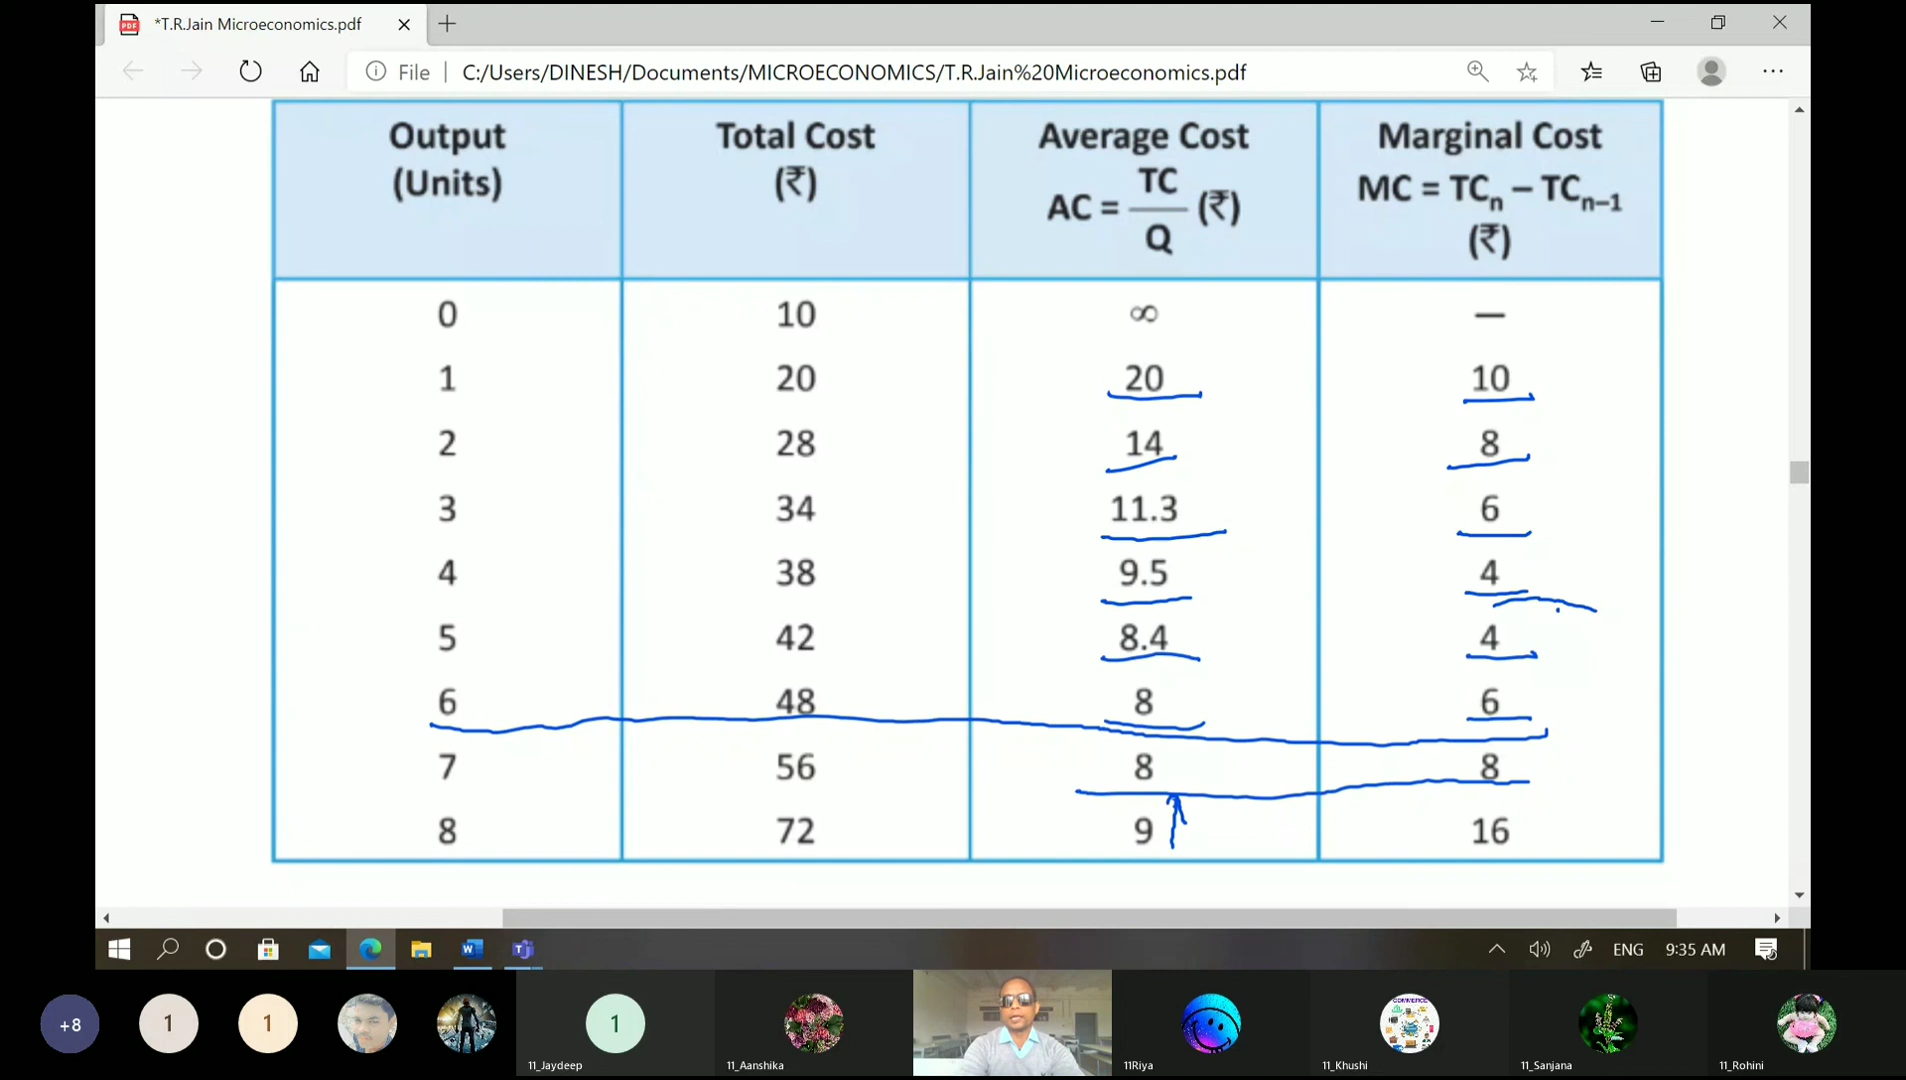 *T.R.Jain Microeconomics.pdf
File C:/Users/DINESH/Documents/MICROECONOMICS/T.R.Jain%20Microeconomics.pdf
Output (Units) Total Cost (₹) Average Cost AC = TC/Q (₹) Marginal Cost MC = TCn – TCn–1 (₹)
0 10 ∞ —
1 20 20 10
2 28 14 8
3 34 11.3 6
4 38 9.5 4
5 42 8.4 4
6 48 8 6
7 56 8 8
8 72 9 16
ENG 9:35 AM
+8 1 1 1
11_Jaydeep 11_Aanshika 11Riya 11_Khushi 11_Sanjana 11_Rohini
COMMERCE